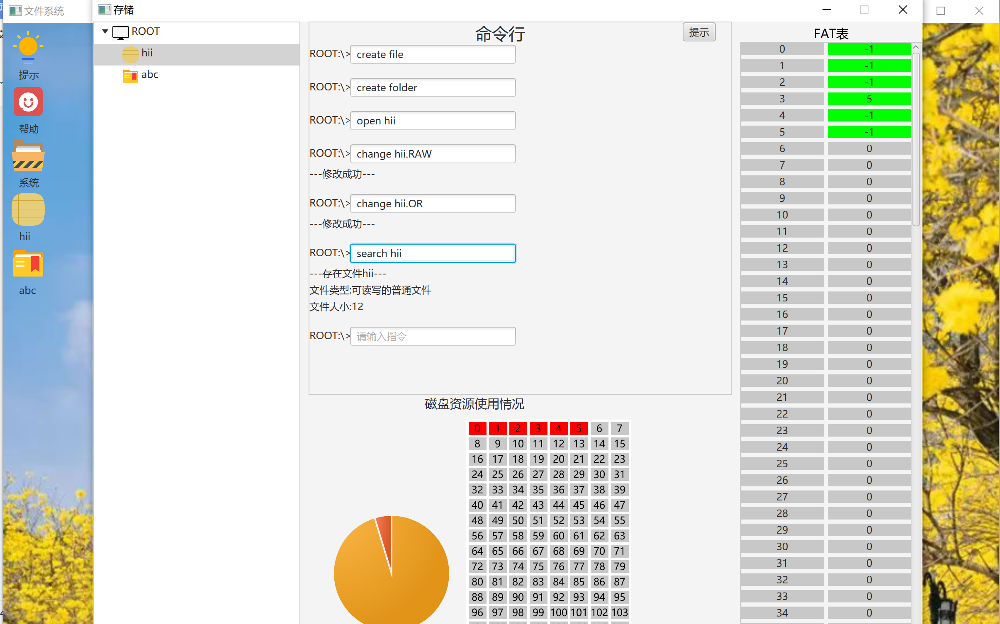 文件系统
存储
提示
帮助
系统
hii
abc
ROOT
hii
abc
命令行
提示
ROOT:\>create file
ROOT:\>create folder
ROOT:\>open hii
ROOT:\>change hii.RAW
---修改成功---
ROOT:\>change hii.OR
---修改成功---
ROOT:\>search hii
---存在文件hii---
文件类型:可读写的普通文件
文件大小:12
ROOT:\>请输入指令
磁盘资源使用情况
0 1 2 3 4 5 6 7
8 9 10 11 12 13 14 15
16 17 18 19 20 21 22 23
24 25 26 27 28 29 30 31
32 33 34 35 36 37 38 39
40 41 42 43 44 45 46 47
48 49 50 51 52 53 54 55
56 57 58 59 60 61 62 63
64 65 66 67 68 69 70 71
72 73 74 75 76 77 78 79
80 81 82 83 84 85 86 87
88 89 90 91 92 93 94 95
96 97 98 99 100 101 102 103
FAT表
0 -1
1 -1
2 -1
3 5
4 -1
5 -1
6 0
7 0
8 0
9 0
10 0
11 0
12 0
13 0
14 0
15 0
16 0
17 0
18 0
19 0
20 0
21 0
22 0
23 0
24 0
25 0
26 0
27 0
28 0
29 0
30 0
31 0
32 0
33 0
34 0